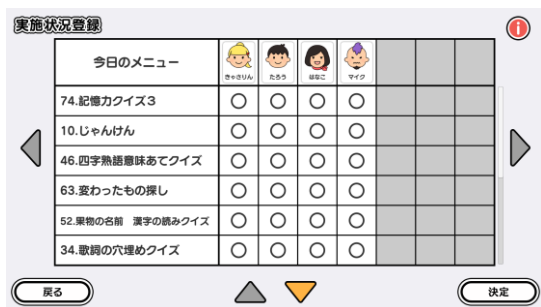 実施状況登録
今日のメニュー
きゃさりん
たろう
はなこ
マイク
74.記憶力クイズ3
10.じゃんけん
46.四字熟語意味あてクイズ
63.変わったもの探し
52.果物の名前　漢字の読みクイズ
34.歌詞の穴埋めクイズ
戻る
決定